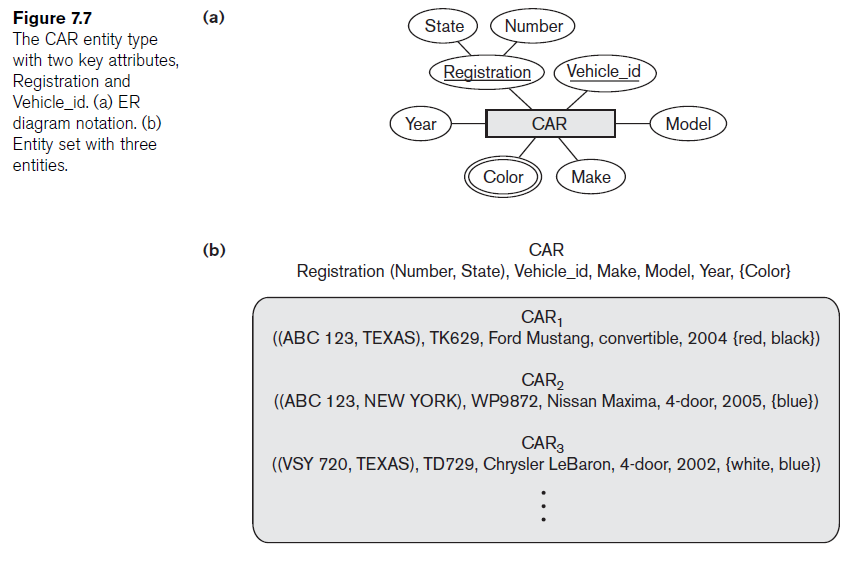 Figure 7.7
The CAR entity type
with two key attributes,
Registration and
Vehicle_id. (a) ER
diagram notation. (b)
Entity set with three
entities.
(a)
State
Number
Registration
Vehicle_id
Year
CAR
Model
Color
Make
(b)
CAR
Registration (Number, State), Vehicle_id, Make, Model, Year, {Color}
CAR1
((ABC 123, TEXAS), TK629, Ford Mustang, convertible, 2004 {red, black})
CAR2
((ABC 123, NEW YORK), WP9872, Nissan Maxima, 4-door, 2005, {blue})
CAR3
((VSY 720, TEXAS), TD729, Chrysler LeBaron, 4-door, 2002, {white, blue})